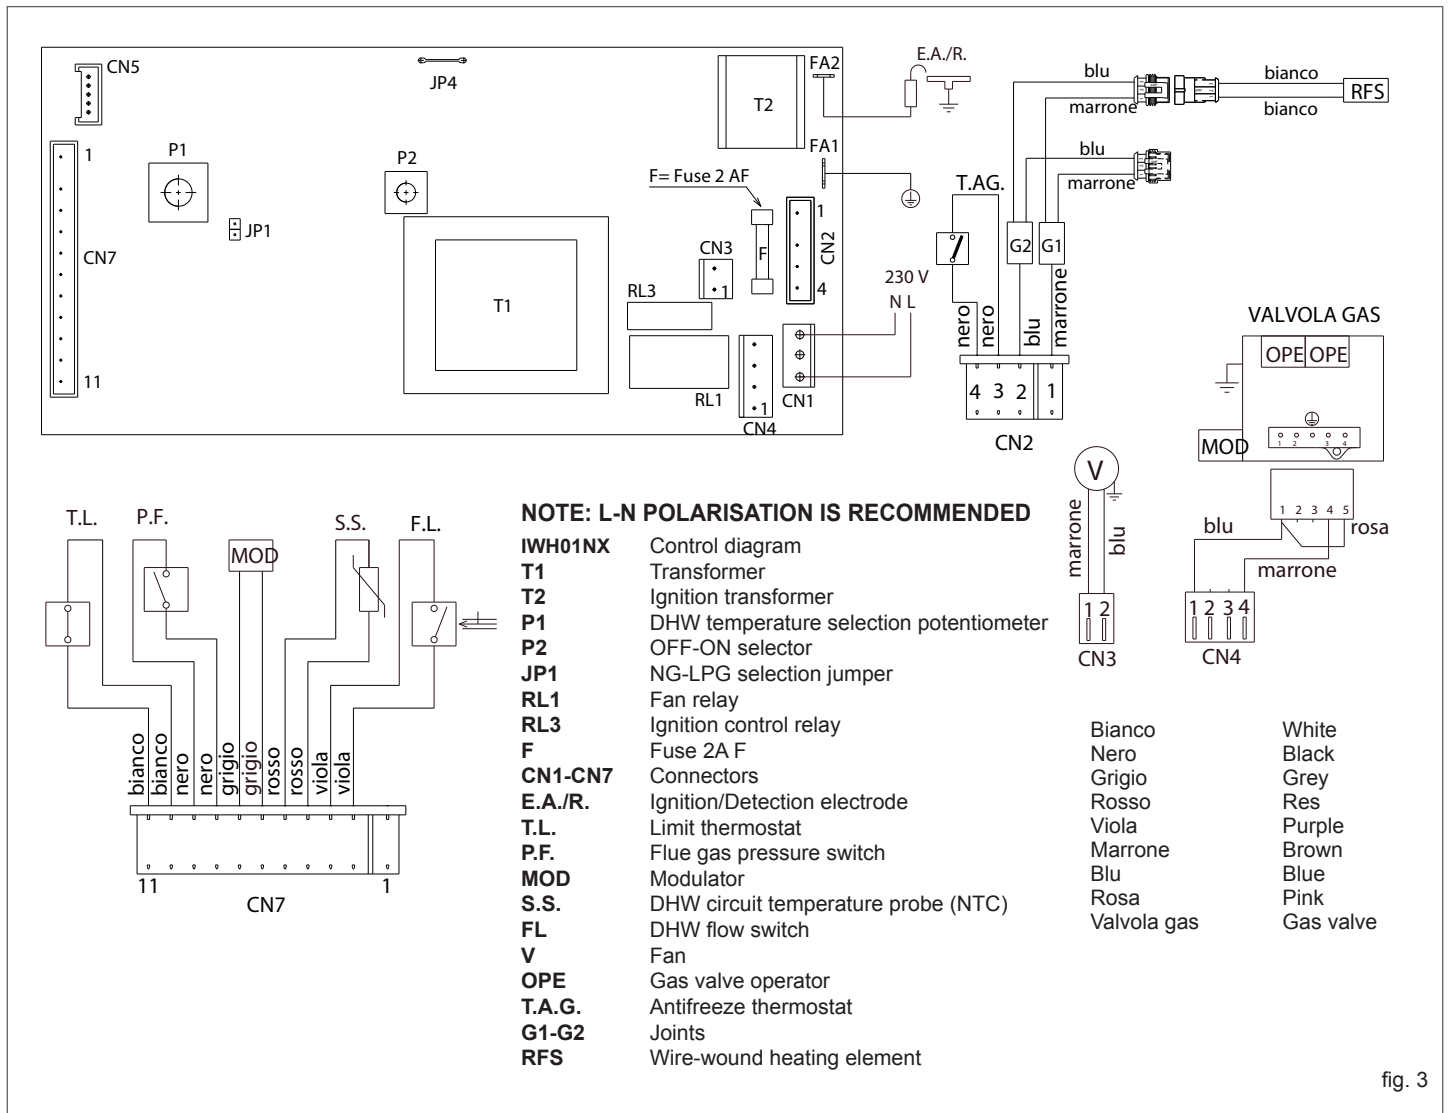 CN5
JP4
FA2
E.A./R.
T2
blu
marrone
bianco
bianco
RFS
1
P1
P2
FA1
F= Fuse 2 AF
blu
marrone
T.AG.
JP1
CN7
CN3
1
F
1
CN2
4
G2
G1
230 V
N L
T1
RL3
nero
nero
blu
marrone
VALVOLA GAS
OPE
OPE
11
RL1
1
CN4
CN1
4
3
2
1
CN2
MOD
1 2 3 4
V
marrone
blu
1 2 3 4 5
blu
rosa
marrone
1 2
CN3
1 2 3 4
CN4
T.L.
P.F.
MOD
S.S.
F.L.
bianco
bianco
nero
nero
grigio
grigio
rosso
rosso
viola
viola
11
1
CN7
NOTE: L-N POLARISATION IS RECOMMENDED
IWH01NX Control diagram
T1 Transformer
T2 Ignition transformer
P1 DHW temperature selection potentiometer
P2 OFF-ON selector
JP1 NG-LPG selection jumper
RL1 Fan relay
RL3 Ignition control relay
F Fuse 2A F
CN1-CN7 Connectors
E.A./R. Ignition/Detection electrode
T.L. Limit thermostat
P.F. Flue gas pressure switch
MOD Modulator
S.S. DHW circuit temperature probe (NTC)
FL DHW flow switch
V Fan
OPE Gas valve operator
T.A.G. Antifreeze thermostat
G1-G2 Joints
RFS Wire-wound heating element
Bianco White
Nero Black
Grigio Grey
Rosso Res
Viola Purple
Marrone Brown
Blu Blue
Rosa Pink
Valvola gas Gas valve
fig. 3